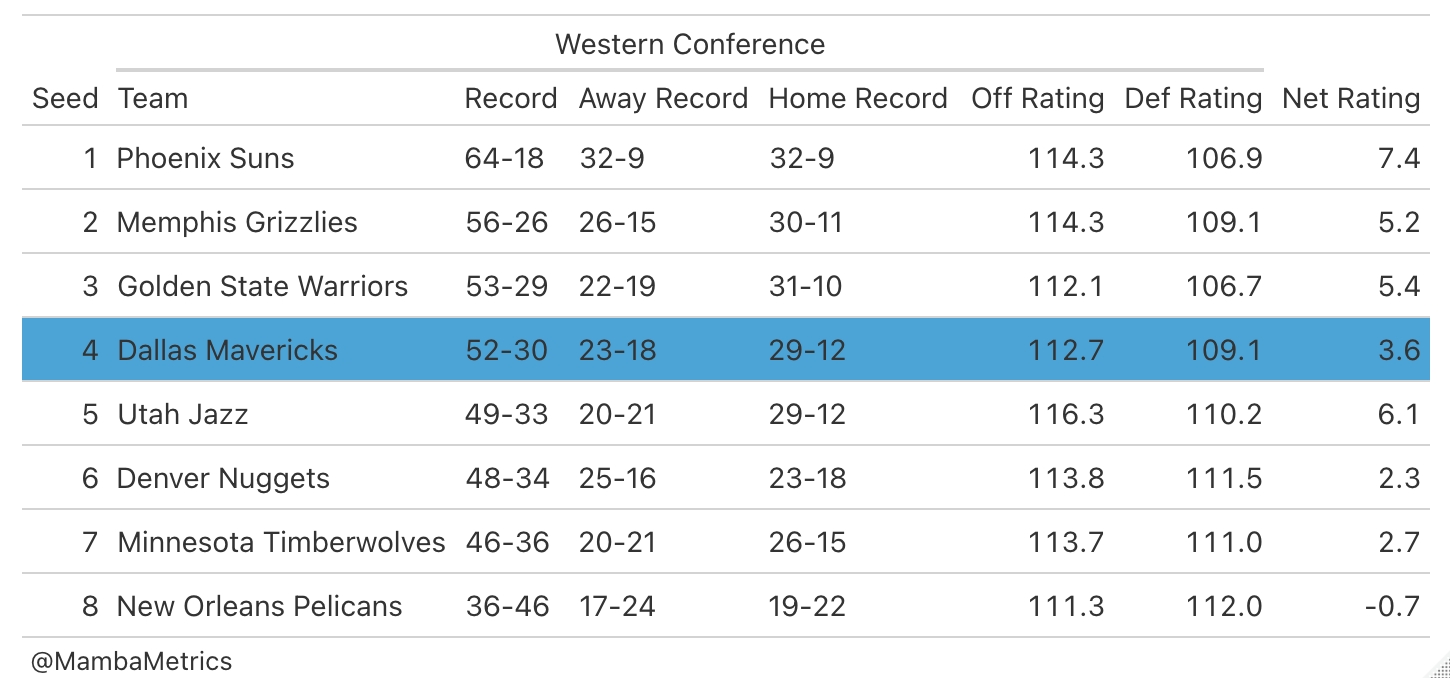 Western Conference
Seed Team Record Away Record Home Record Off Rating Def Rating Net Rating
1 Phoenix Suns 64-18 32-9 32-9 114.3 106.9 7.4
2 Memphis Grizzlies 56-26 26-15 30-11 114.3 109.1 5.2
3 Golden State Warriors 53-29 22-19 31-10 112.1 106.7 5.4
4 Dallas Mavericks 52-30 23-18 29-12 112.7 109.1 3.6
5 Utah Jazz 49-33 20-21 29-12 116.3 110.2 6.1
6 Denver Nuggets 48-34 25-16 23-18 113.8 111.5 2.3
7 Minnesota Timberwolves 46-36 20-21 26-15 113.7 111.0 2.7
8 New Orleans Pelicans 36-46 17-24 19-22 111.3 112.0 -0.7
@MambaMetrics